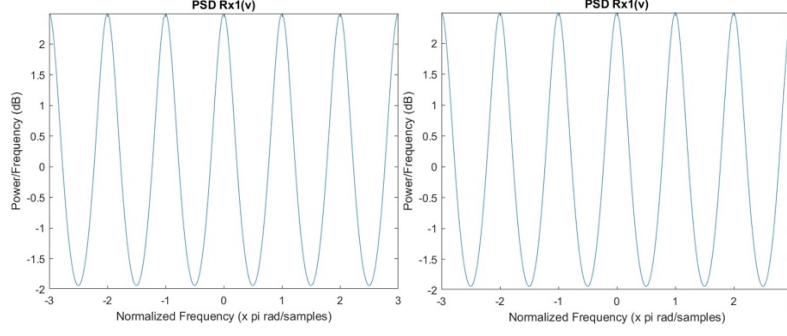 PSD Rx1(v)
Power/Frequency (dB)
2.5
2
1.5
1
0.5
0
-0.5
-1
-1.5
-2
-3 -2 -1 0 1 2 3
Normalized Frequency (x pi rad/samples)
PSD Rx1(v)
Power/Frequency (dB)
2
1.5
1
0.5
0
-0.5
-1
-1.5
-2
-3 -2 -1 0 1 2
Normalized Frequency (x pi rad/samples)